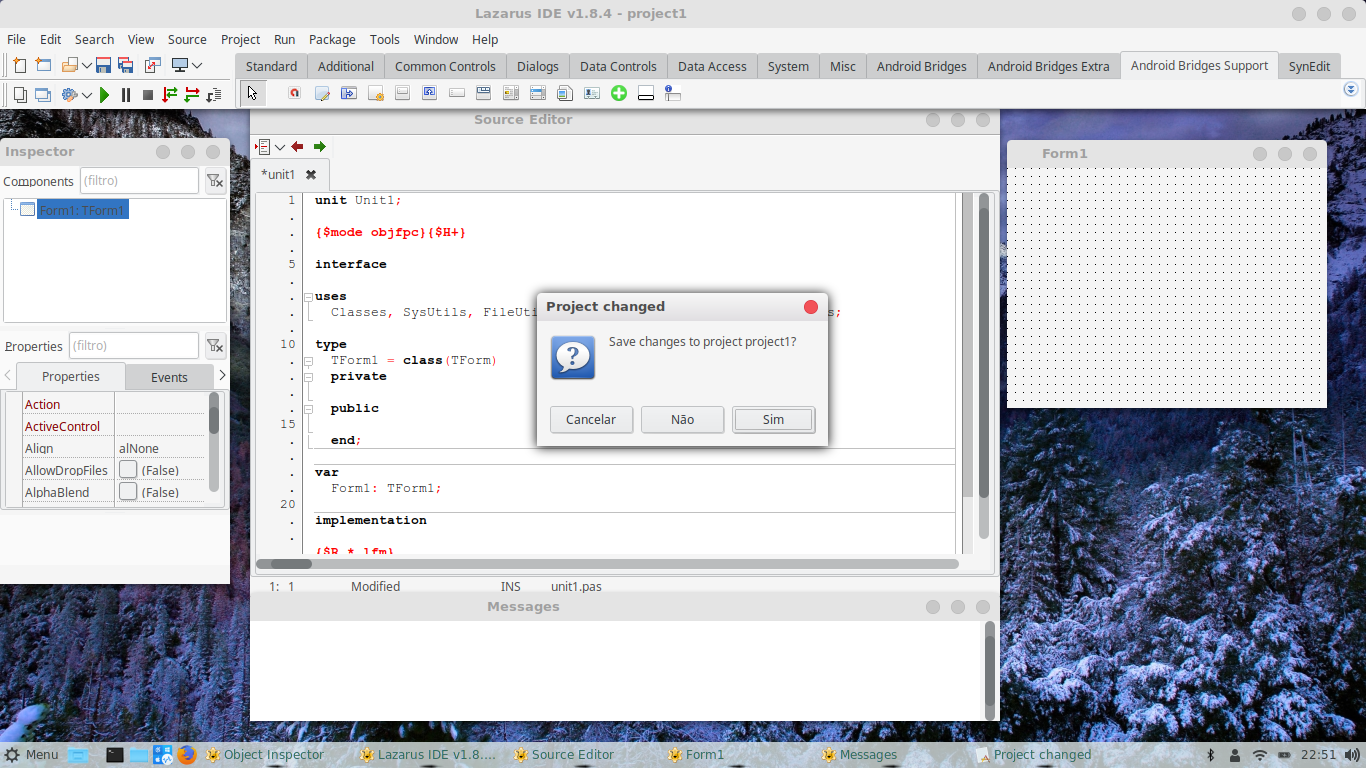 Lazarus IDE v1.8.4 - project1
File Edit Search View Source Project Run Package Tools Window Help
Standard Additional Common Controls Dialogs Data Controls Data Access System Misc Android Bridges Android Bridges Extra Android Bridges Support SynEdit
Inspector
Components (filtro)
Form1: TForm1
Properties (filtro)
Properties Events
Action
ActiveControl
Align alNone
AllowDropFiles (False)
AlphaBlend (False)
Source Editor
*unit1
1 unit Unit1;
.
. {$mode objfpc}{$H+}
.
5 interface
.
. uses
. Classes, SysUtils, FileUti s;
.
10 type
. TForm1 = class(TForm)
. private
.
. public
15
. end;
.
. var
. Form1: TForm1;
20
. implementation
.
. {$R *.lfm}
1: 1 Modified INS unit1.pas
Project changed
Save changes to project project1?
Cancelar Não Sim
Form1
Messages
Menu Object Inspector Lazarus IDE v1.8.... Source Editor Form1 Messages Project changed 22:51